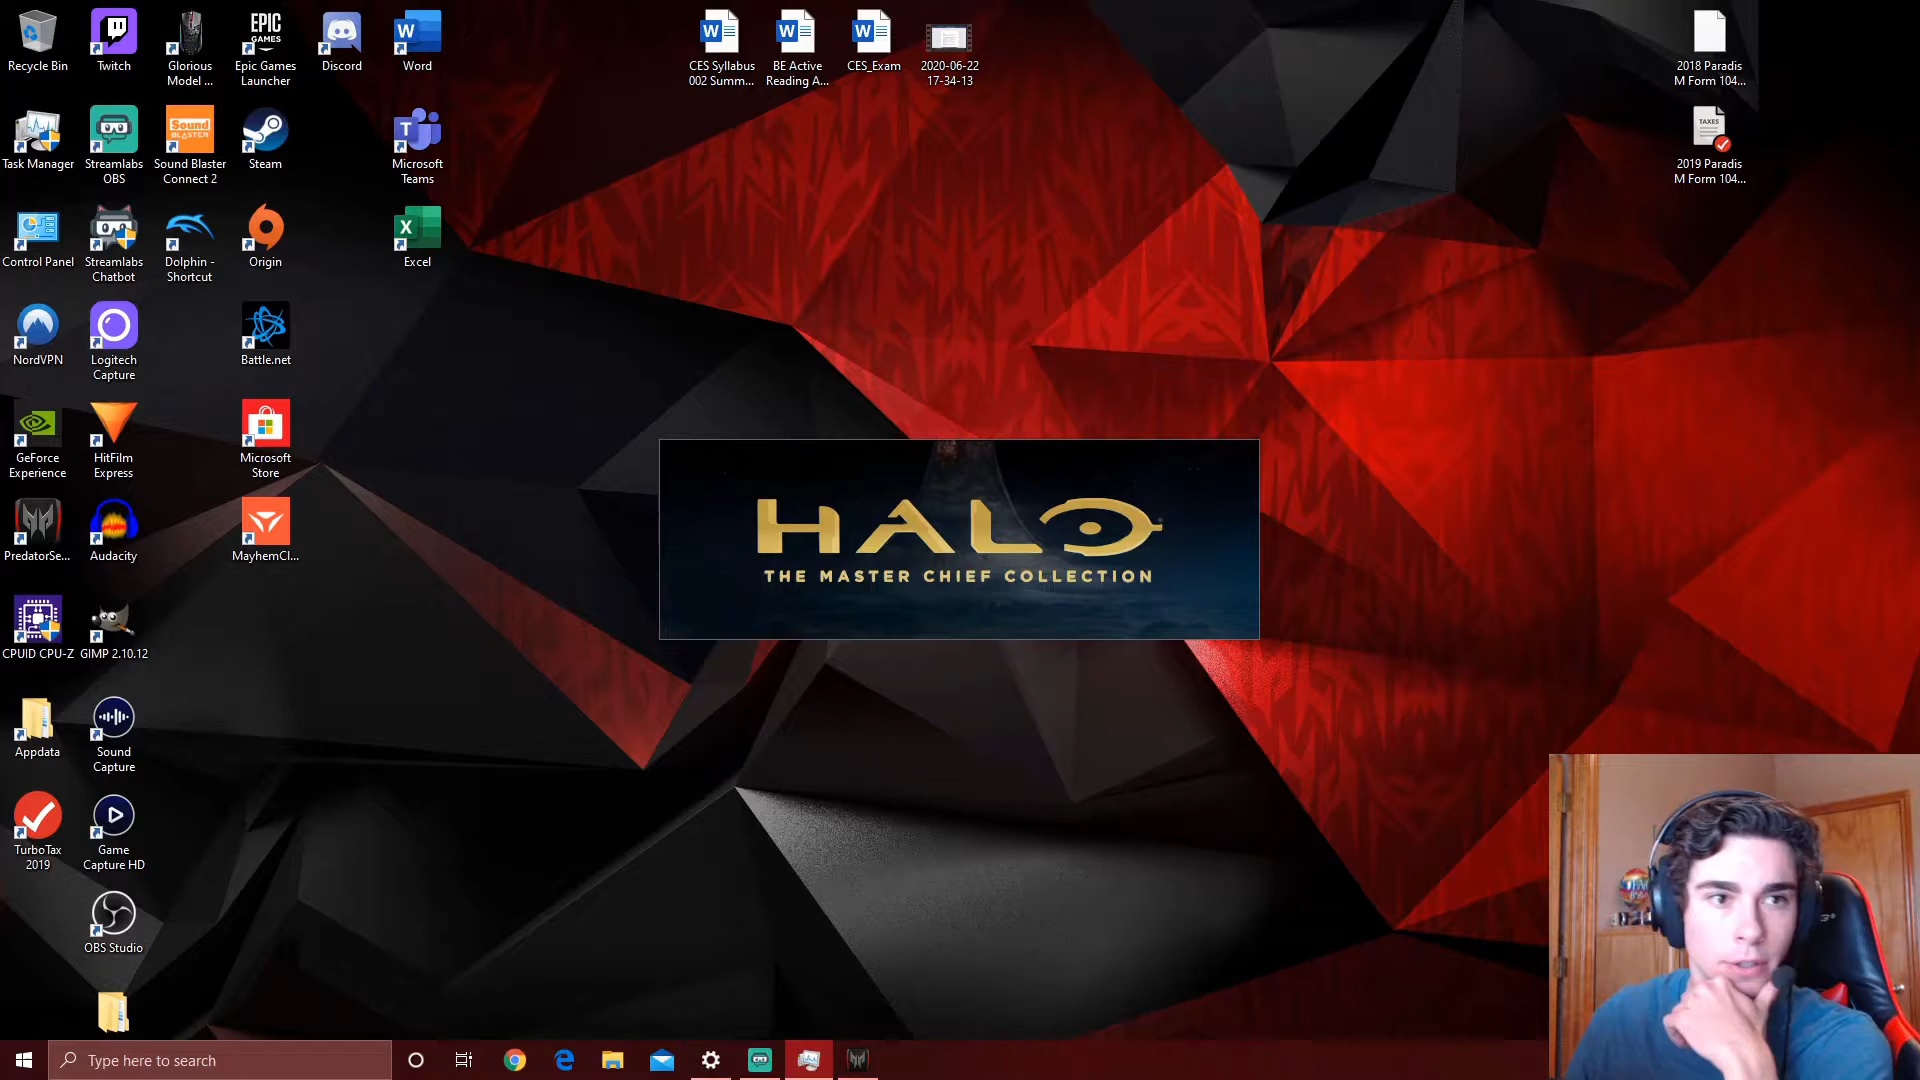 Recycle Bin
Twitch
Glorious
Model ...
EPIC
GAMES
Epic Games
Launcher
Discord
Word
CES Syllabus
002 Summ...
BE Active
Reading A...
CES_Exam
2020-06-22
17-34-13
2018 Paradis
M Form 104...
Task Manager
Streamlabs
OBS
Sound
BLASTER
Sound Blaster
Connect 2
Steam
Microsoft
Teams
TAXES
2019 Paradis
M Form 104...
Control Panel
Streamlabs
Chatbot
Dolphin -
Shortcut
Origin
Excel
NordVPN
Logitech
Capture
Battle.net
GeForce
Experience
HitFilm
Express
Microsoft
Store
PredatorSe...
Audacity
MayhemCl...
HALO
THE MASTER CHIEF COLLECTION
CPUID CPU-Z
GIMP 2.10.12
Appdata
Sound
Capture
TurboTax
2019
Game
Capture HD
OBS Studio
Type here to search